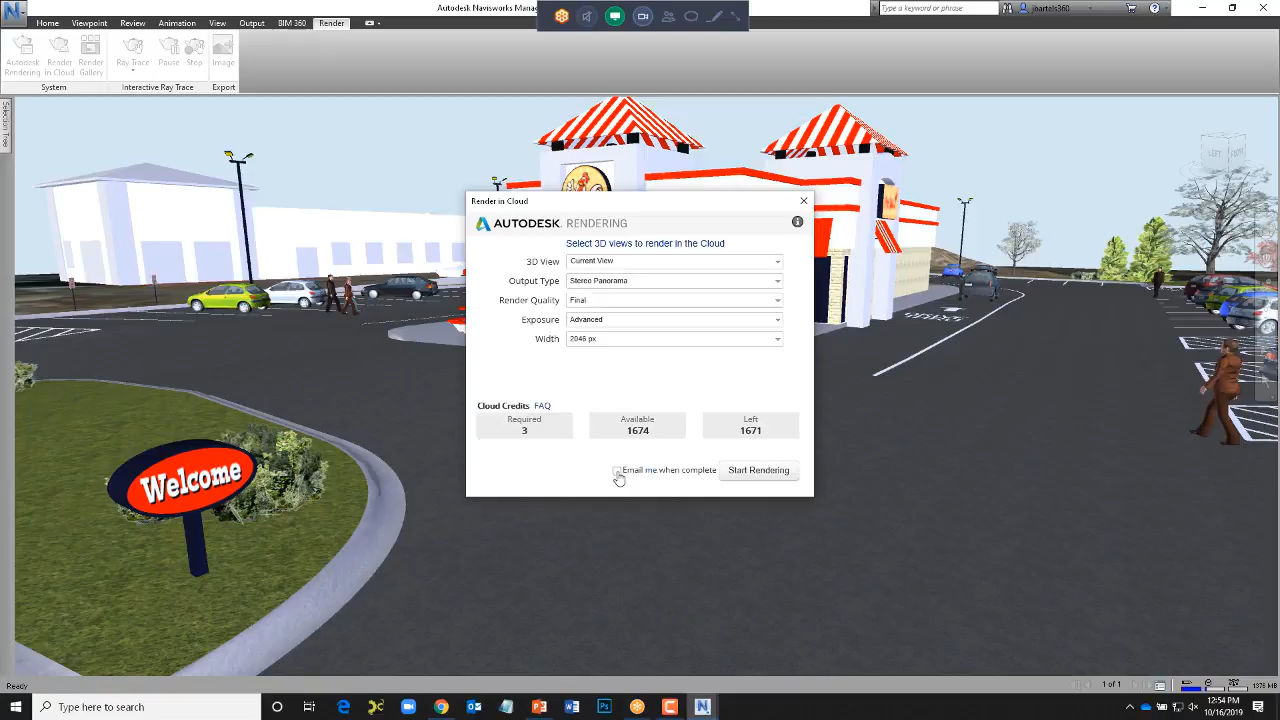 Autodesk Navisworks Mana
Type a keyword or phrase
jbartels360
Home Viewpoint Review Animation View Output BIM 360 Render
Autodesk Rendering
Render in Cloud
Render Gallery
Ray Trace
Pause
Stop
Image
System
Interactive Ray Trace
Export
Selection Tree
LEFT
FRONT
Render in Cloud
AUTODESK. RENDERING
Select 3D views to render in the Cloud
3D View Current View
Output Type Stereo Panorama
Render Quality Final
Exposure Advanced
Width 2046 px
Cloud Credits FAQ
Required
3
Available
1674
Left
1671
Email me when complete
Start Rendering
Welcome
Ready
1 of 1
1378 MB
Type here to search
12:54 PM
10/16/2019